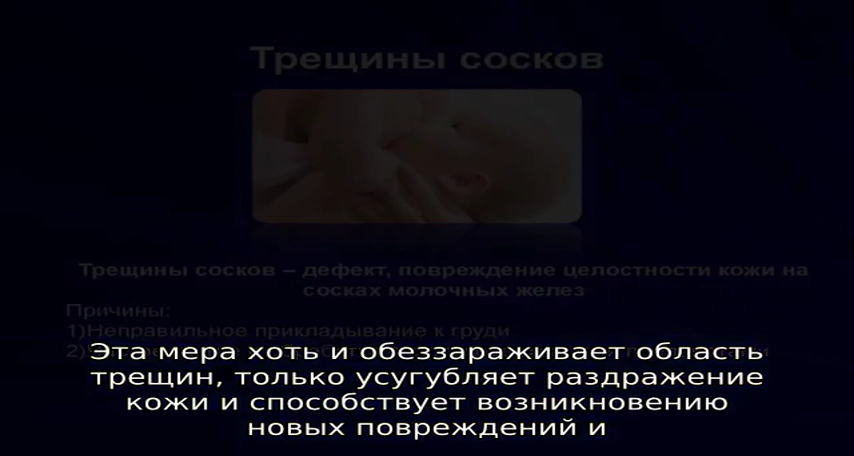 Трещины сосков
Трещины сосков – дефект, повреждение целостности кожи на
сосках молочных желез
Причины:
1)Неправильное прикладывание к груди
2)
Эта мера хоть и обеззараживает область
трещин, только усугубляет раздражение
кожи и способствует возникновению
новых повреждений и